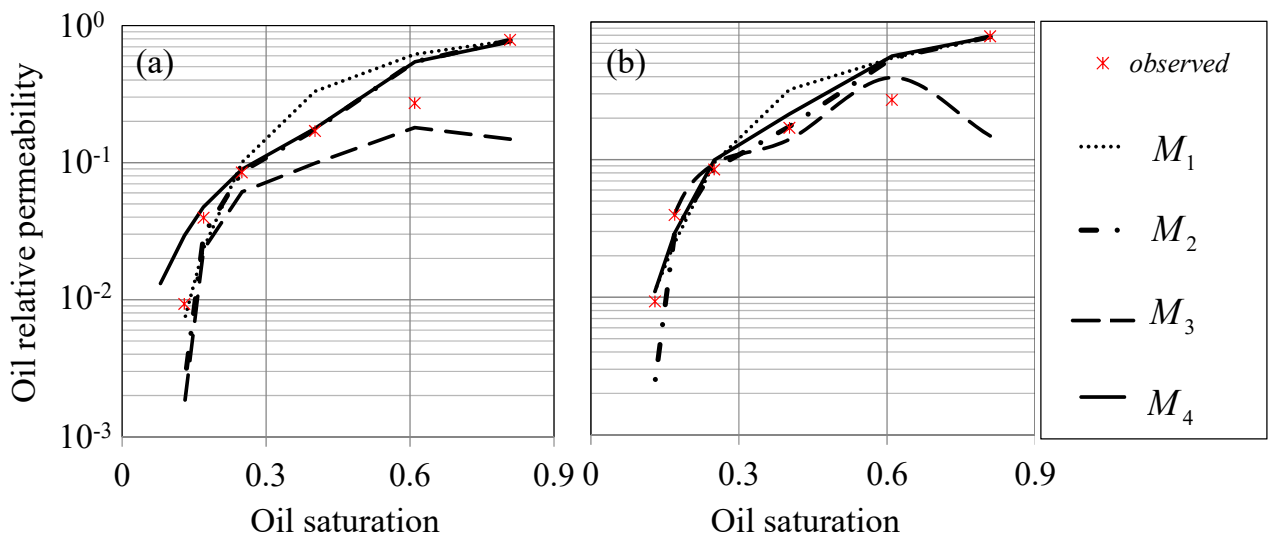 10⁰
10⁻¹
10⁻²
10⁻³
Oil relative permeability
(a)
0 0.3 0.6 0.9
Oil saturation
(b)
0 0.3 0.6 0.9
Oil saturation
observed
M₁
M₂
M₃
M₄